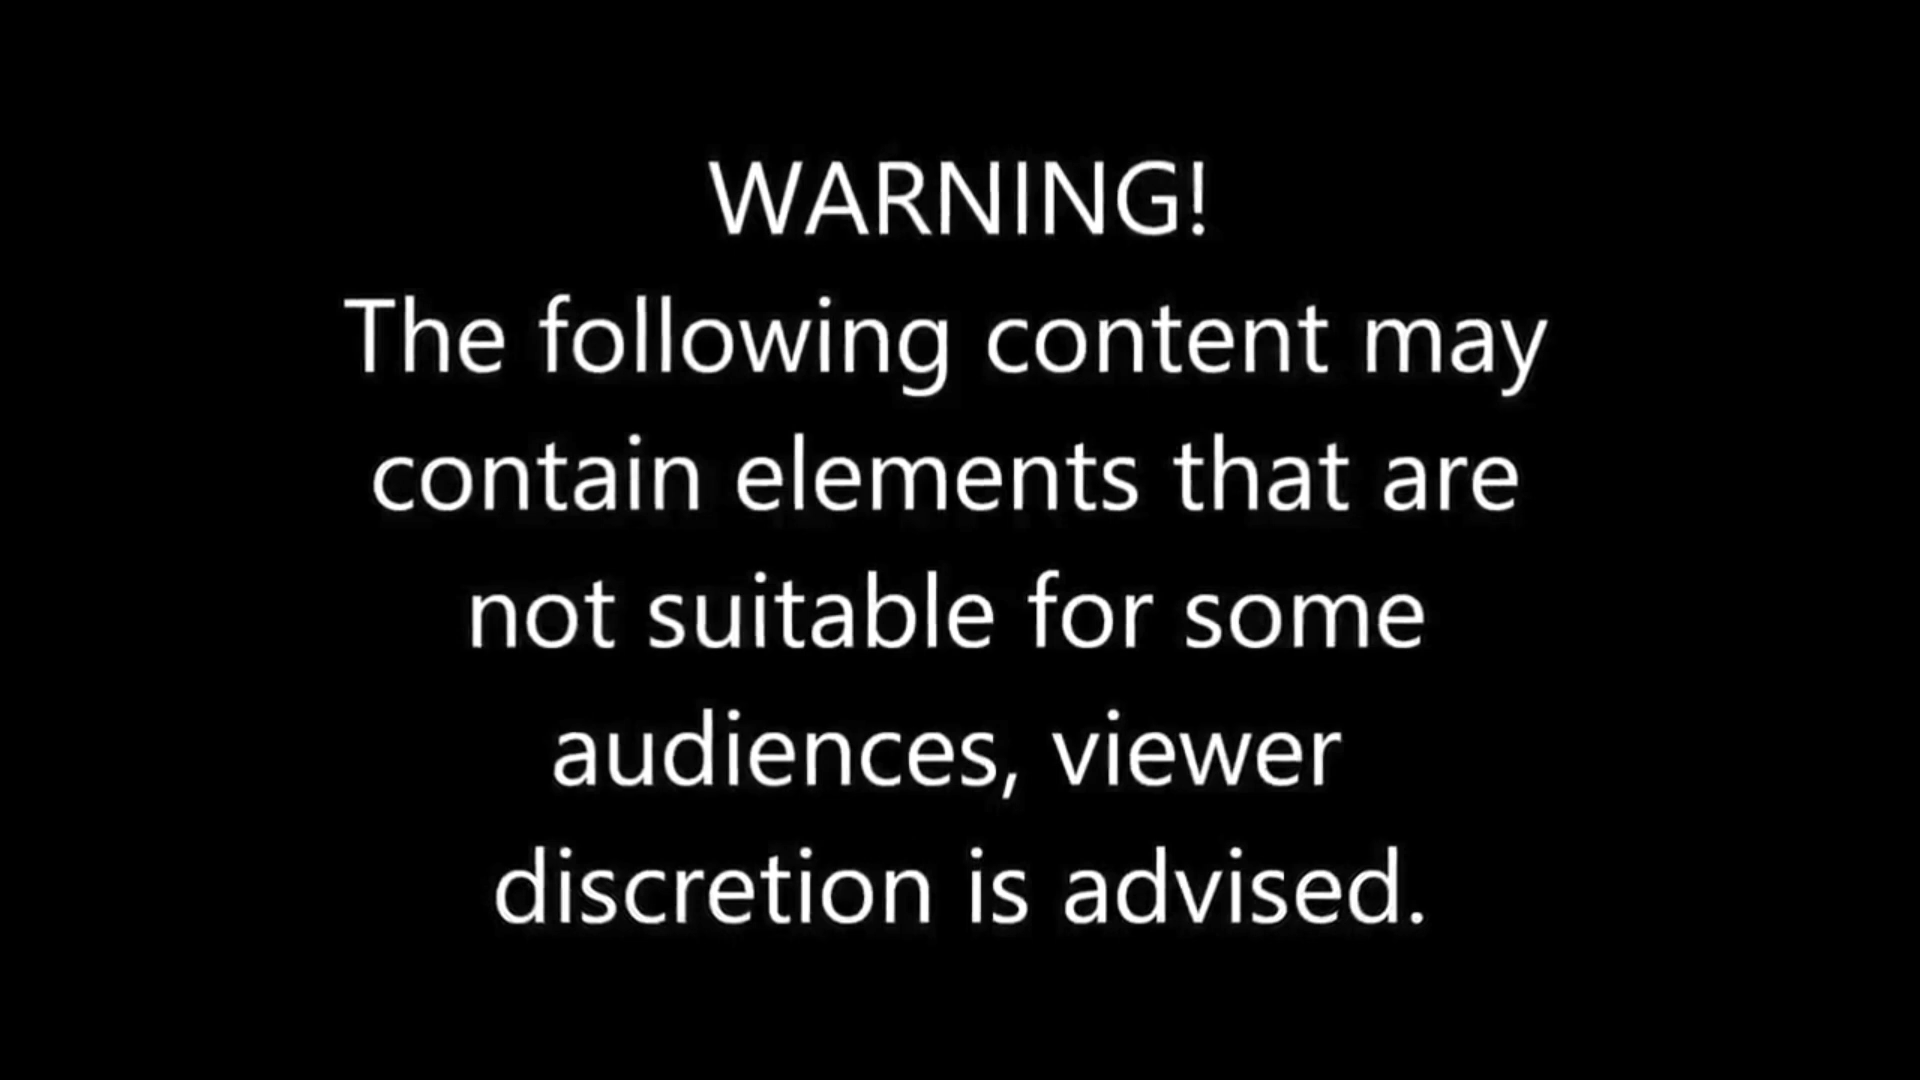 WARNING!
The following content may
contain elements that are
not suitable for some
audiences, viewer
discretion is advised.